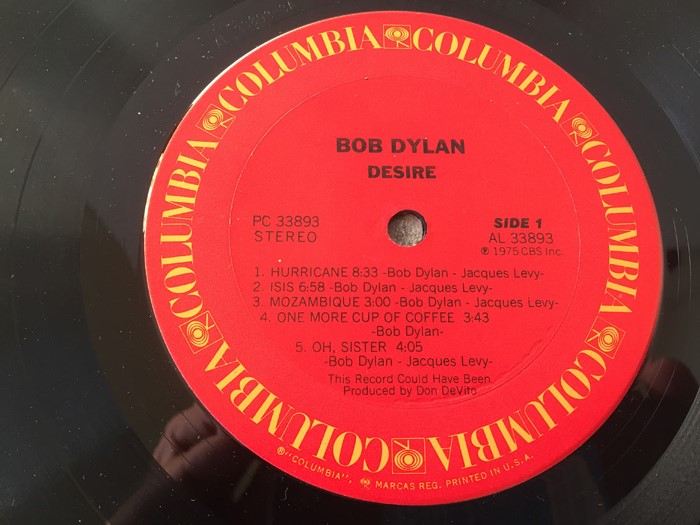 COLUMBIA COLUMBIA COLUMBIA COLUMBIA COLUMBIA COLUMBIA
BOB DYLAN
DESIRE
PC 33893
STEREO
SIDE 1
AL 33893
℗ 1975 CBS Inc.
1. HURRICANE 8:33 -Bob Dylan - Jacques Levy-
2. ISIS 6:58 -Bob Dylan - Jacques Levy-
3. MOZAMBIQUE 3:00 -Bob Dylan - Jacques Levy-
4. ONE MORE CUP OF COFFEE 3:43
-Bob Dylan-
5. OH, SISTER 4:05
-Bob Dylan - Jacques Levy-
This Record Could Have Been
Produced by Don DeVito
®"COLUMBIA", MARCAS REG. PRINTED IN U.S.A.